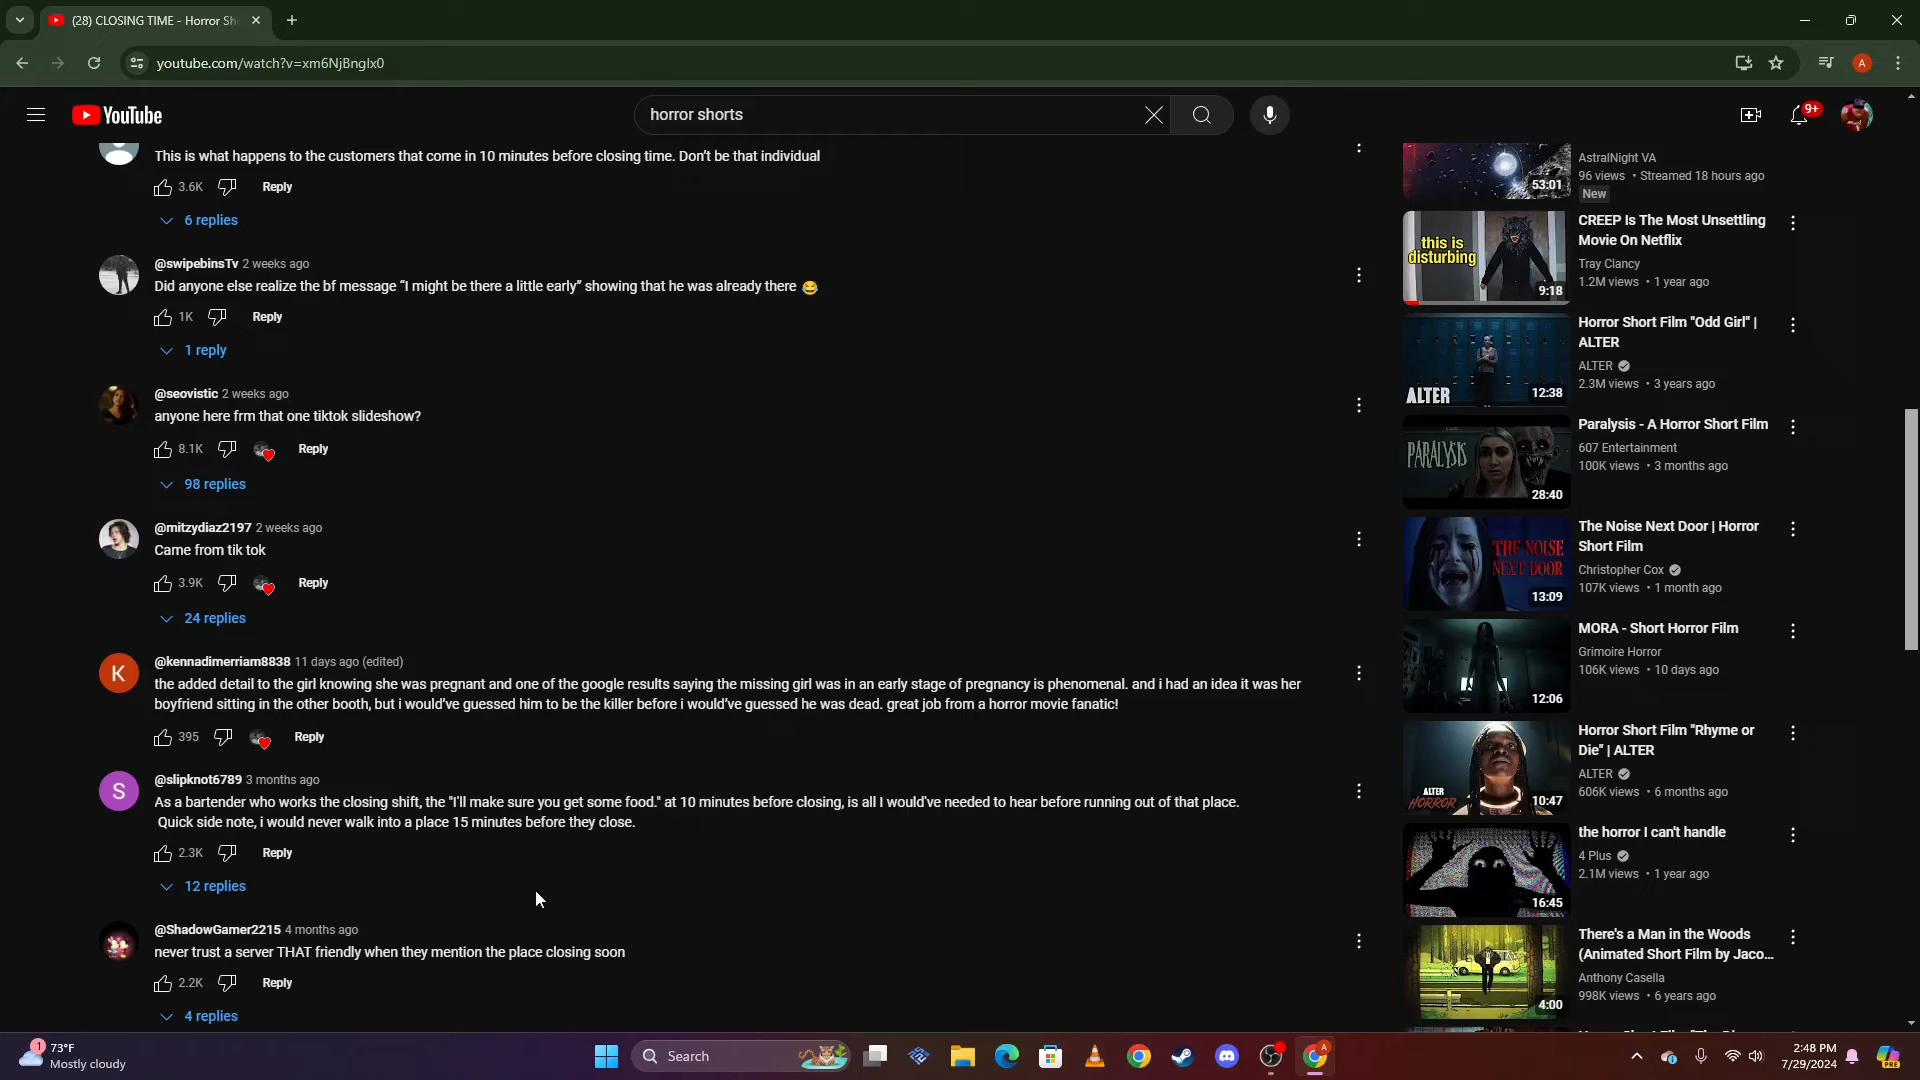 (28) CLOSING TIME - Horror Sh
youtube.com/watch?v=xm6NjBnglx0
A
YouTube
horror shorts
9+
This is what happens to the customers that come in 10 minutes before closing time. Don't be that individual
3.6K Reply
6 replies
@swipebinsTv 2 weeks ago
Did anyone else realize the bf message “I might be there a little early” showing that he was already there 😂
1K Reply
1 reply
@seovistic 2 weeks ago
anyone here frm that one tiktok slideshow?
8.1K Reply
98 replies
@mitzydiaz2197 2 weeks ago
Came from tik tok
3.9K Reply
24 replies
K
@kennadimerriam8838 11 days ago (edited)
the added detail to the girl knowing she was pregnant and one of the google results saying the missing girl was in an early stage of pregnancy is phenomenal. and i had an idea it was her
boyfriend sitting in the other booth, but i would've guessed him to be the killer before i would've guessed he was dead. great job from a horror movie fanatic!
395 Reply
S
@slipknot6789 3 months ago
As a bartender who works the closing shift, the "I'll make sure you get some food." at 10 minutes before closing, is all I would've needed to hear before running out of that place.
Quick side note, i would never walk into a place 15 minutes before they close.
2.3K Reply
12 replies
@ShadowGamer2215 4 months ago
never trust a server THAT friendly when they mention the place closing soon
2.2K Reply
4 replies
53:01
AstralNight VA
96 views • Streamed 18 hours ago
New
this is
disturbing
9:18
CREEP Is The Most Unsettling
Movie On Netflix
Tray Clancy
1.2M views • 1 year ago
ALTER
12:38
Horror Short Film "Odd Girl" |
ALTER
ALTER
2.3M views • 3 years ago
PARALYSIS
28:40
Paralysis - A Horror Short Film
607 Entertainment
100K views • 3 months ago
THE NOISE
NEXT DOOR
13:09
The Noise Next Door | Horror
Short Film
Christopher Cox
107K views • 1 month ago
12:06
MORA - Short Horror Film
Grimoire Horror
106K views • 10 days ago
ALTER
HORROR
10:47
Horror Short Film "Rhyme or
Die" | ALTER
ALTER
606K views • 6 months ago
16:45
the horror I can't handle
4 Plus
2.1M views • 1 year ago
4:00
There's a Man in the Woods
(Animated Short Film by Jaco...
Anthony Casella
998K views • 6 years ago
1
73°F
Mostly cloudy
Search
A
2:48 PM
7/29/2024
PRE